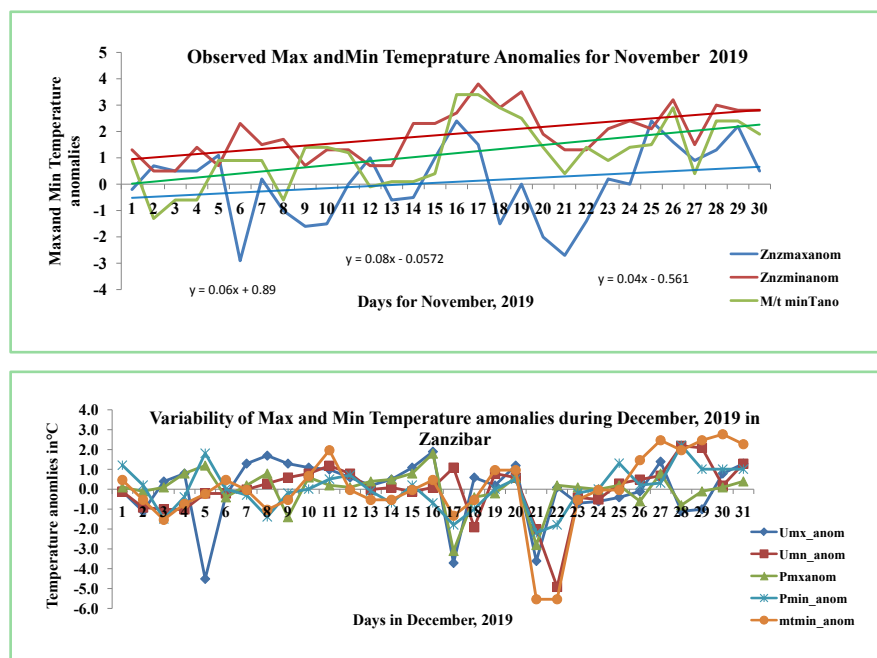 Observed Max andMin Temeprature Anomalies for November 2019
Max and Min Temperature
anomalies
5
4
3
2
1
0
-1
-2
-3
-4
1 2 3 4 5 6 7 8 9 10 11 12 13 14 15 16 17 18 19 20 21 22 23 24 25 26 27 28 29 30
y = 0.06x + 0.89
y = 0.08x - 0.0572
y = 0.04x - 0.561
Days for November, 2019
Znzmaxanom
Znzminanom
M/t minTano
Variability of Max and Min Temperature amonalies during December, 2019 in
Zanzibar
Temperature anomlies in°C
4.0
3.0
2.0
1.0
0.0
-1.0
-2.0
-3.0
-4.0
-5.0
-6.0
1 2 3 4 5 6 7 8 9 10 11 12 13 14 15 16 17 18 19 20 21 22 23 24 25 26 27 28 29 30 31
Days in December, 2019
Umx_anom
Umn_anom
Pmxanom
Pmin_anom
mtmin_anom